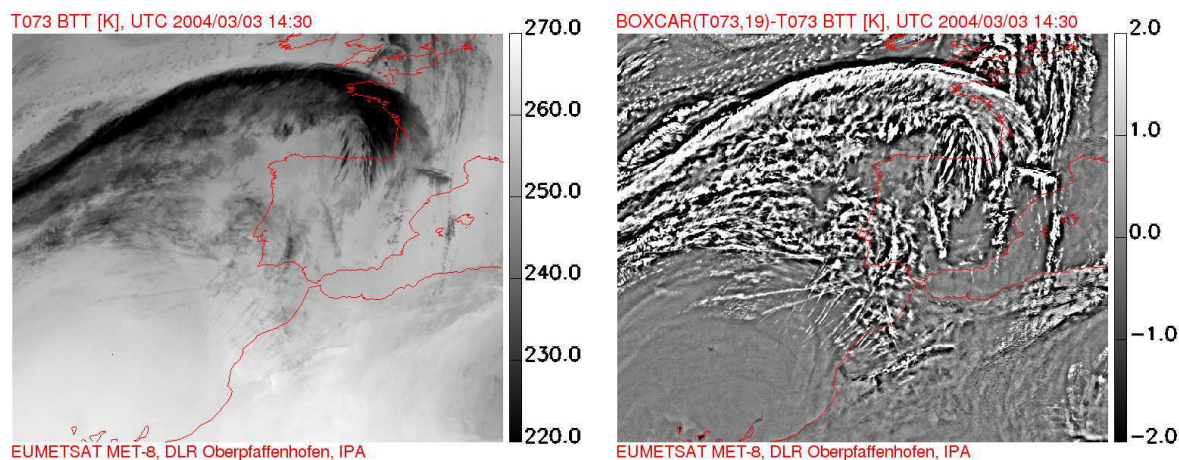 T073 BTT [K], UTC 2004/03/03 14:30
270.0
260.0
250.0
240.0
230.0
220.0
EUMETSAT MET-8, DLR Oberpfaffenhofen, IPA
BOXCAR(T073,19)-T073 BTT [K], UTC 2004/03/03 14:30
2.0
1.0
0.0
−1.0
−2.0
EUMETSAT MET-8, DLR Oberpfaffenhofen, IPA